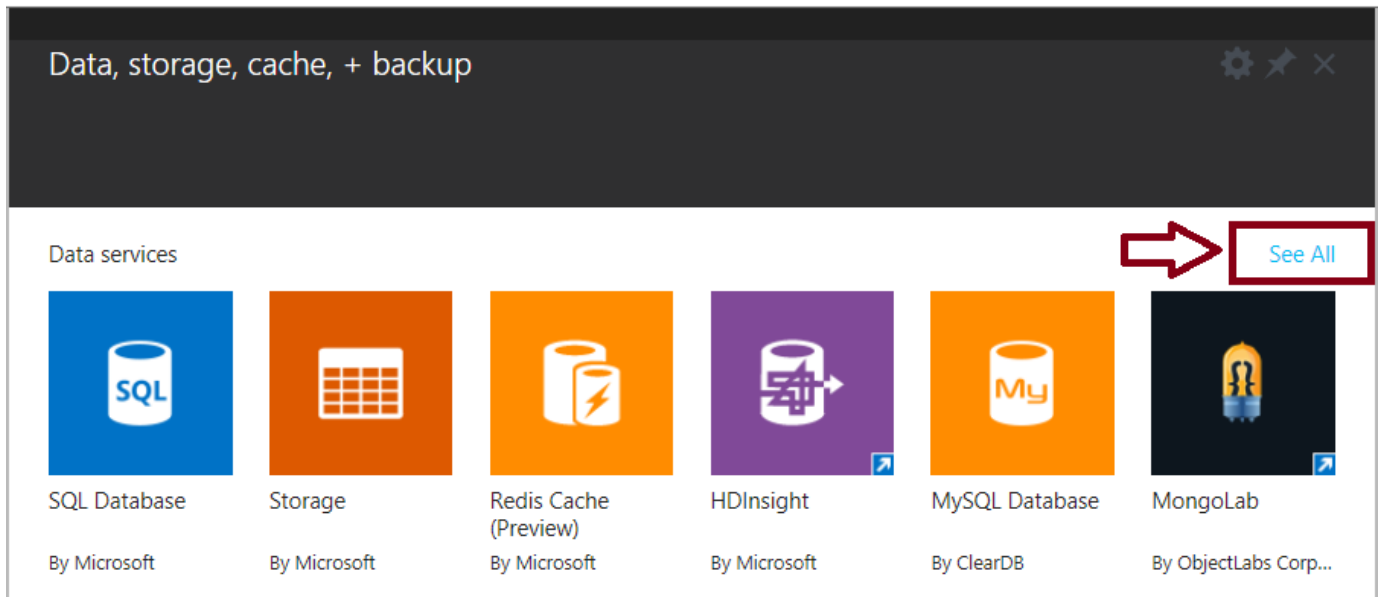 Data, storage, cache, + backup
Data services
See All
SQL
My
SQL Database
Storage
Redis Cache
(Preview)
HDInsight
MySQL Database
MongoLab
By Microsoft
By Microsoft
By Microsoft
By Microsoft
By ClearDB
By ObjectLabs Corp...